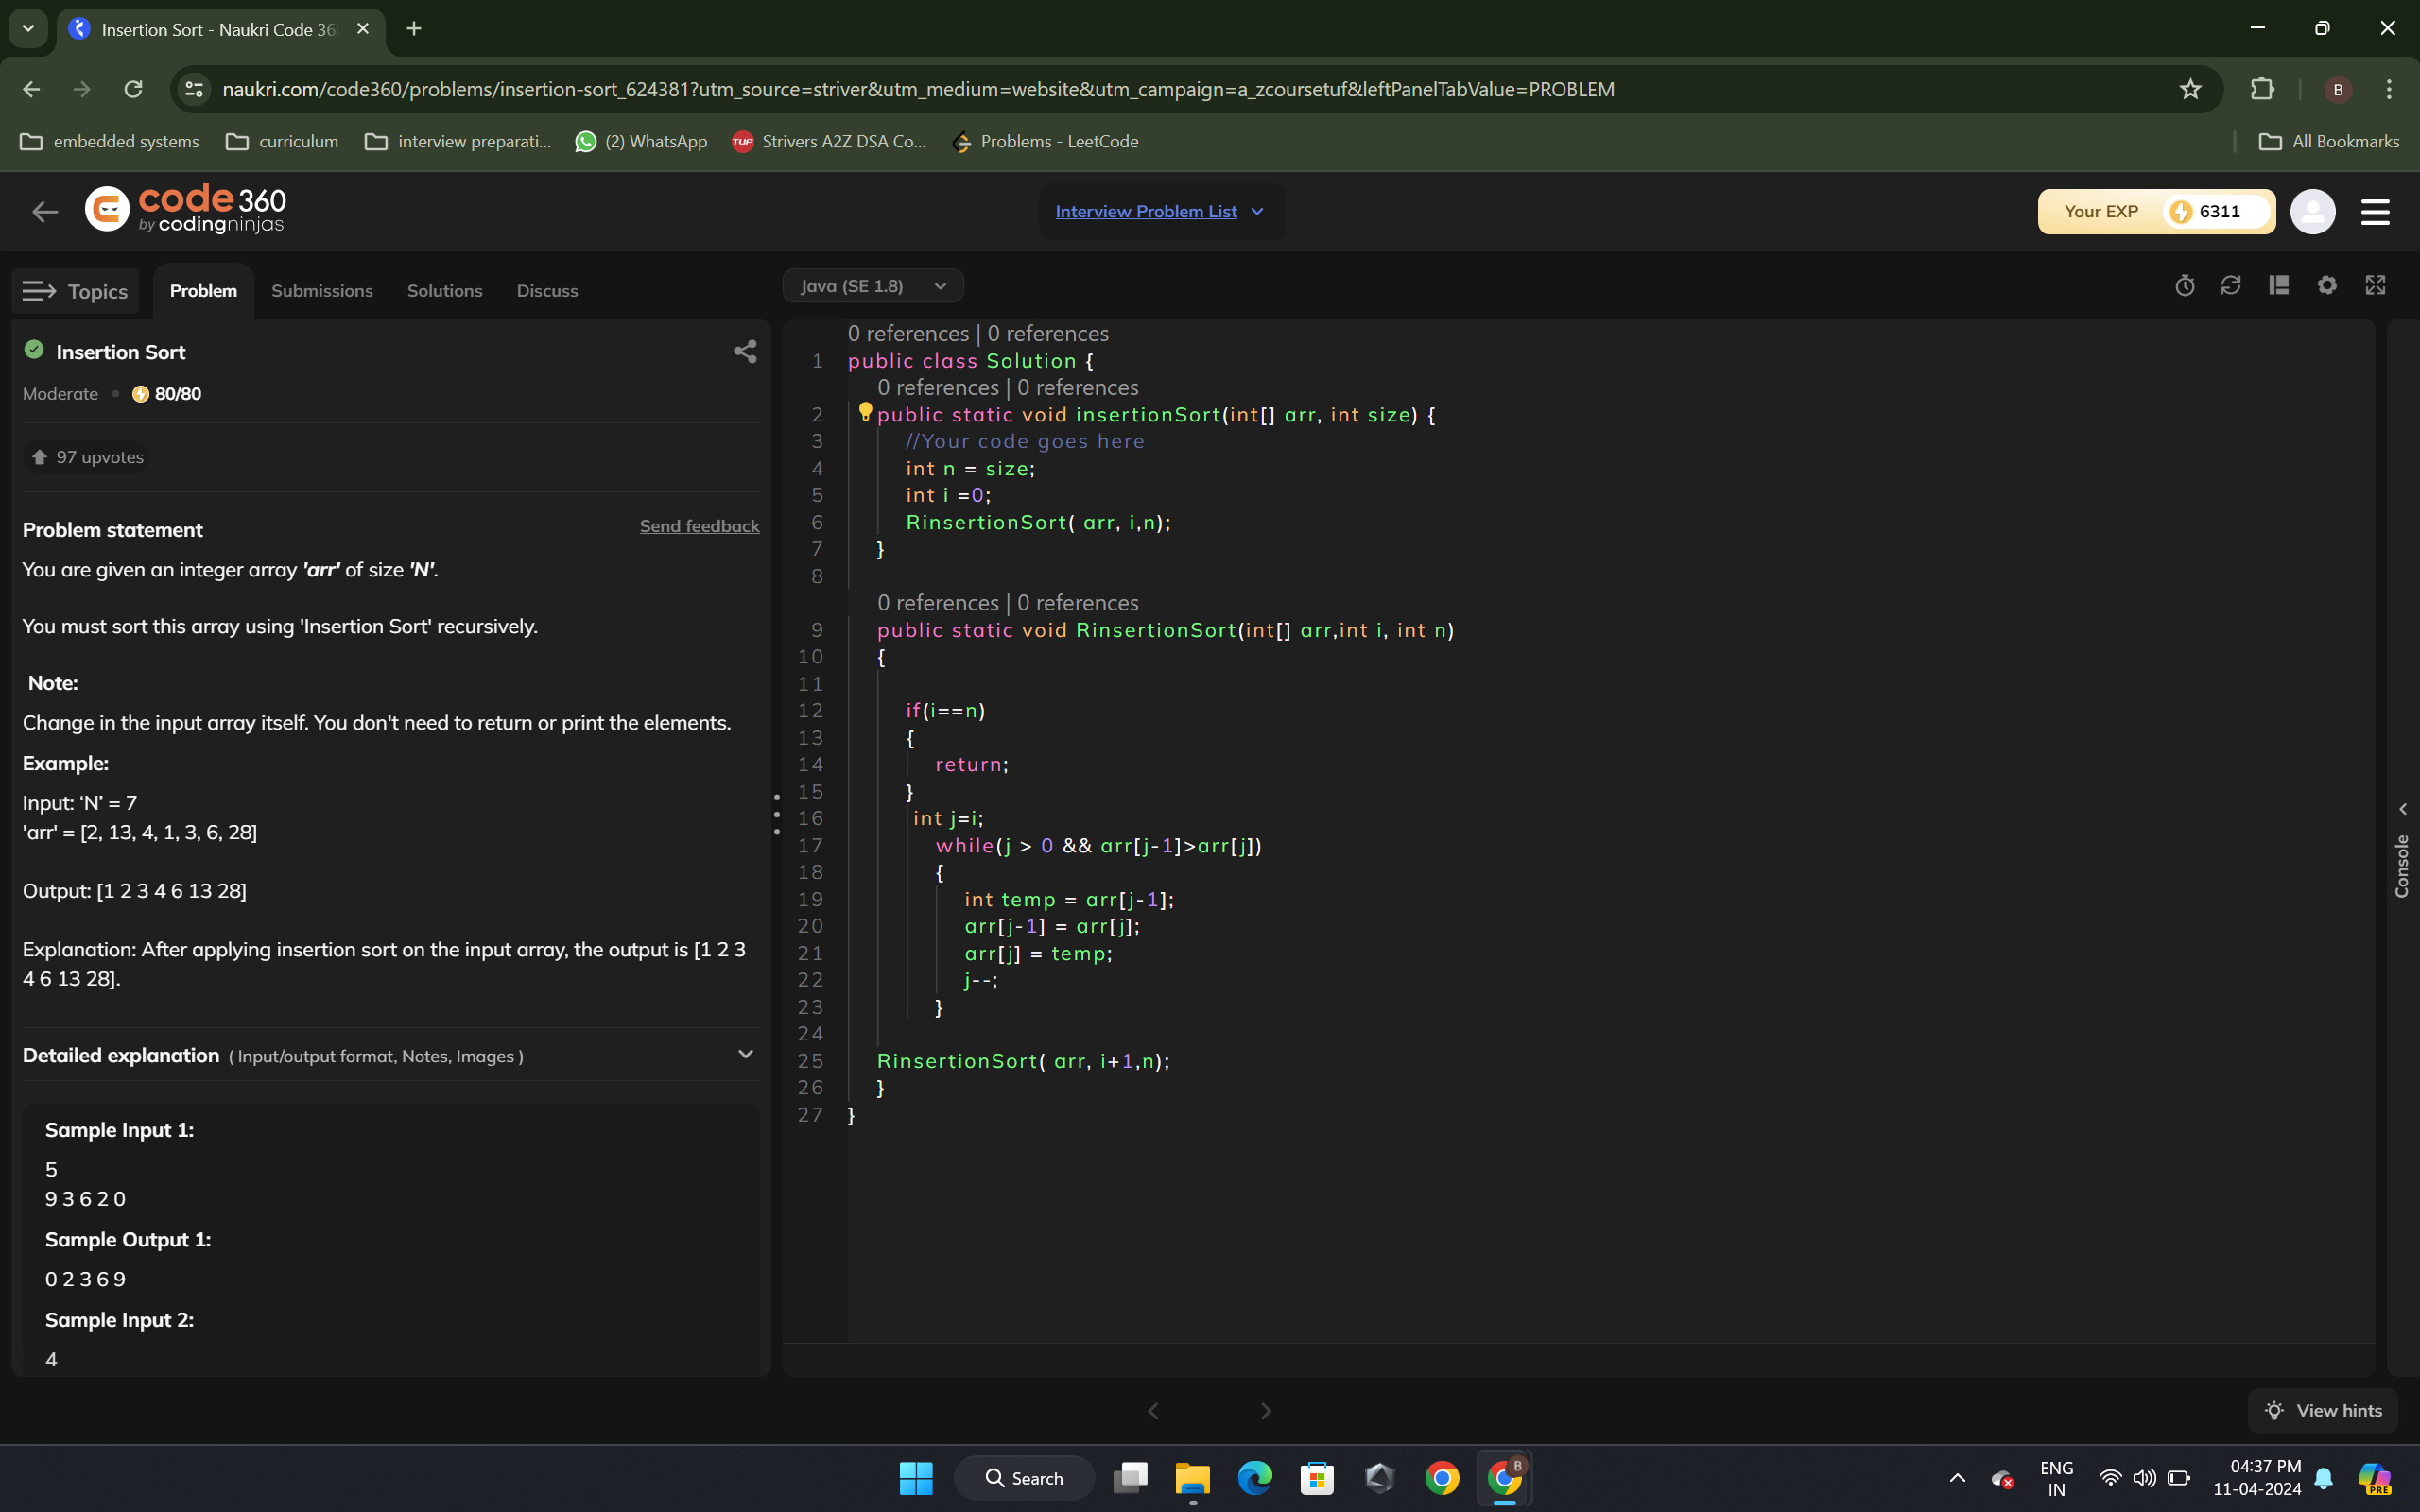 Insertion Sort - Naukri Code 36
naukri.com/code360/problems/insertion-sort_624381?utm_source=striver&utm_medium=website&utm_campaign=a_zcoursetuf&leftPanelTabValue=PROBLEM
B
embedded systems
curriculum
interview preparati...
(2) WhatsApp
TUF
Strivers A2Z DSA Co...
Problems - LeetCode
All Bookmarks
code 360
by codingninjas
Interview Problem List
Your EXP
6311
Topics
Problem
Submissions
Solutions
Discuss
Java (SE 1.8)
Insertion Sort
Moderate
80/80
97 upvotes
Problem statement
Send feedback
You are given an integer array 'arr' of size 'N'.
You must sort this array using 'Insertion Sort' recursively.
Note:
Change in the input array itself. You don't need to return or print the elements.
Example:
Input: ‘N’ = 7
'arr' = [2, 13, 4, 1, 3, 6, 28]
Output: [1 2 3 4 6 13 28]
Explanation: After applying insertion sort on the input array, the output is [1 2 3
4 6 13 28].
Detailed explanation ( Input/output format, Notes, Images )
Sample Input 1:
5
9 3 6 2 0
Sample Output 1:
0 2 3 6 9
Sample Input 2:
4
0 references | 0 references
1 public class Solution {
0 references | 0 references
2 public static void insertionSort(int[] arr, int size) {
3 //Your code goes here
4 int n = size;
5 int i =0;
6 RinsertionSort( arr, i,n);
7 }
8
0 references | 0 references
9 public static void RinsertionSort(int[] arr,int i, int n)
10 {
11
12 if(i==n)
13 {
14 return;
15 }
16 int j=i;
17 while(j > 0 && arr[j-1]>arr[j])
18 {
19 int temp = arr[j-1];
20 arr[j-1] = arr[j];
21 arr[j] = temp;
22 j--;
23 }
24
25 RinsertionSort( arr, i+1,n);
26 }
27 }
Console
View hints
Search
B
ENG
IN
04:37 PM
11-04-2024
PRE